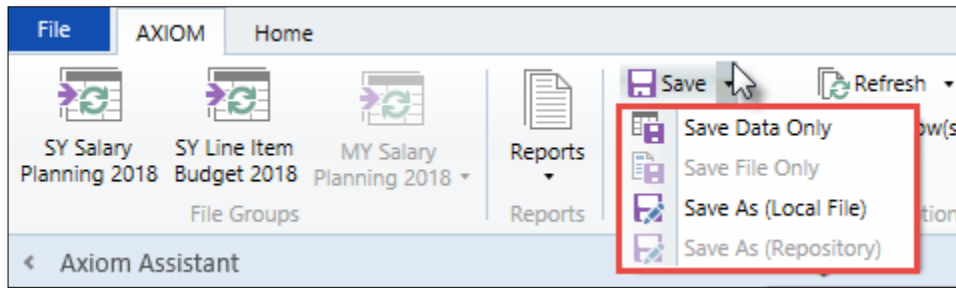 File AXIOM Home
Save Refresh
SY Salary Planning 2018
SY Line Item Budget 2018
MY Salary Planning 2018
Reports
File Groups
Reports
Save Data Only
Save File Only
Save As (Local File)
Save As (Repository)
Axiom Assistant